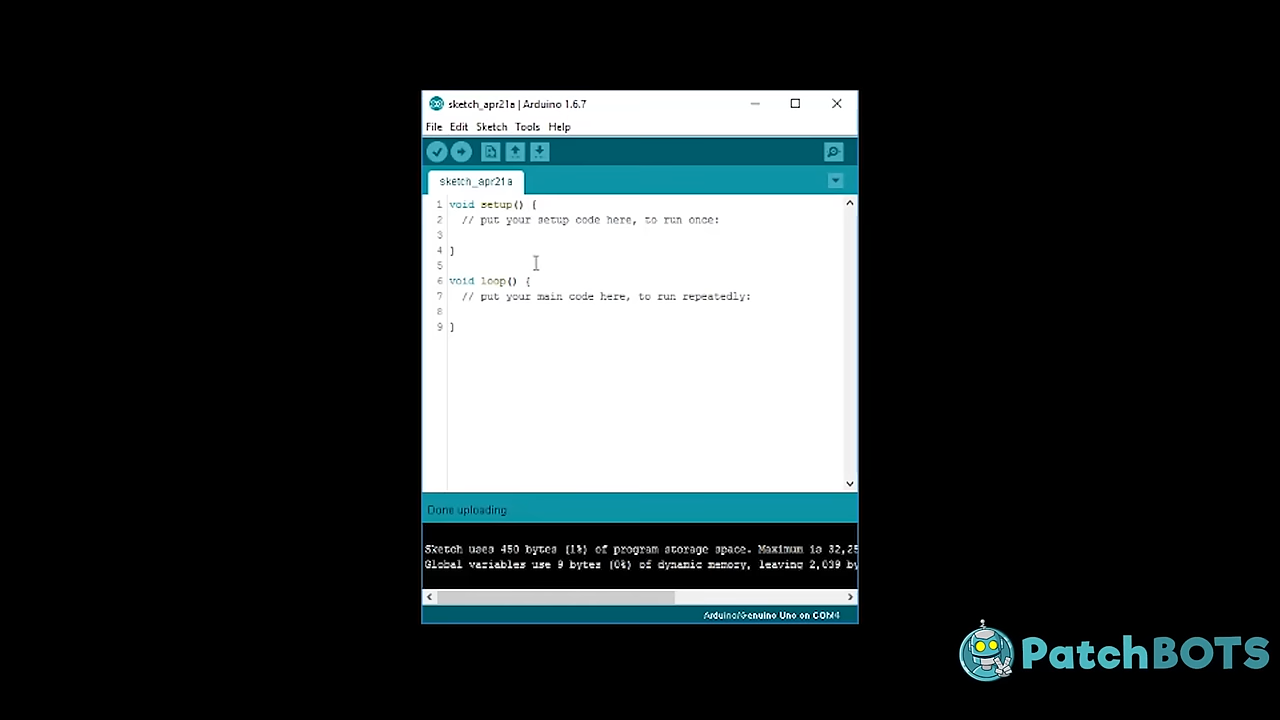 sketch_apr21a | Arduino 1.6.7
File Edit Sketch Tools Help
sketch_apr21a
1 void setup() {
2 // put your setup code here, to run once:
3
4 }
5
6 void loop() {
7 // put your main code here, to run repeatedly:
8
9 }
Done uploading
Sketch uses 450 bytes (1%) of program storage space. Maximum is 32,25
Global variables use 9 bytes (0%) of dynamic memory, leaving 2,039 by
Arduino/Genuino Uno on COM4
PatchBOTS